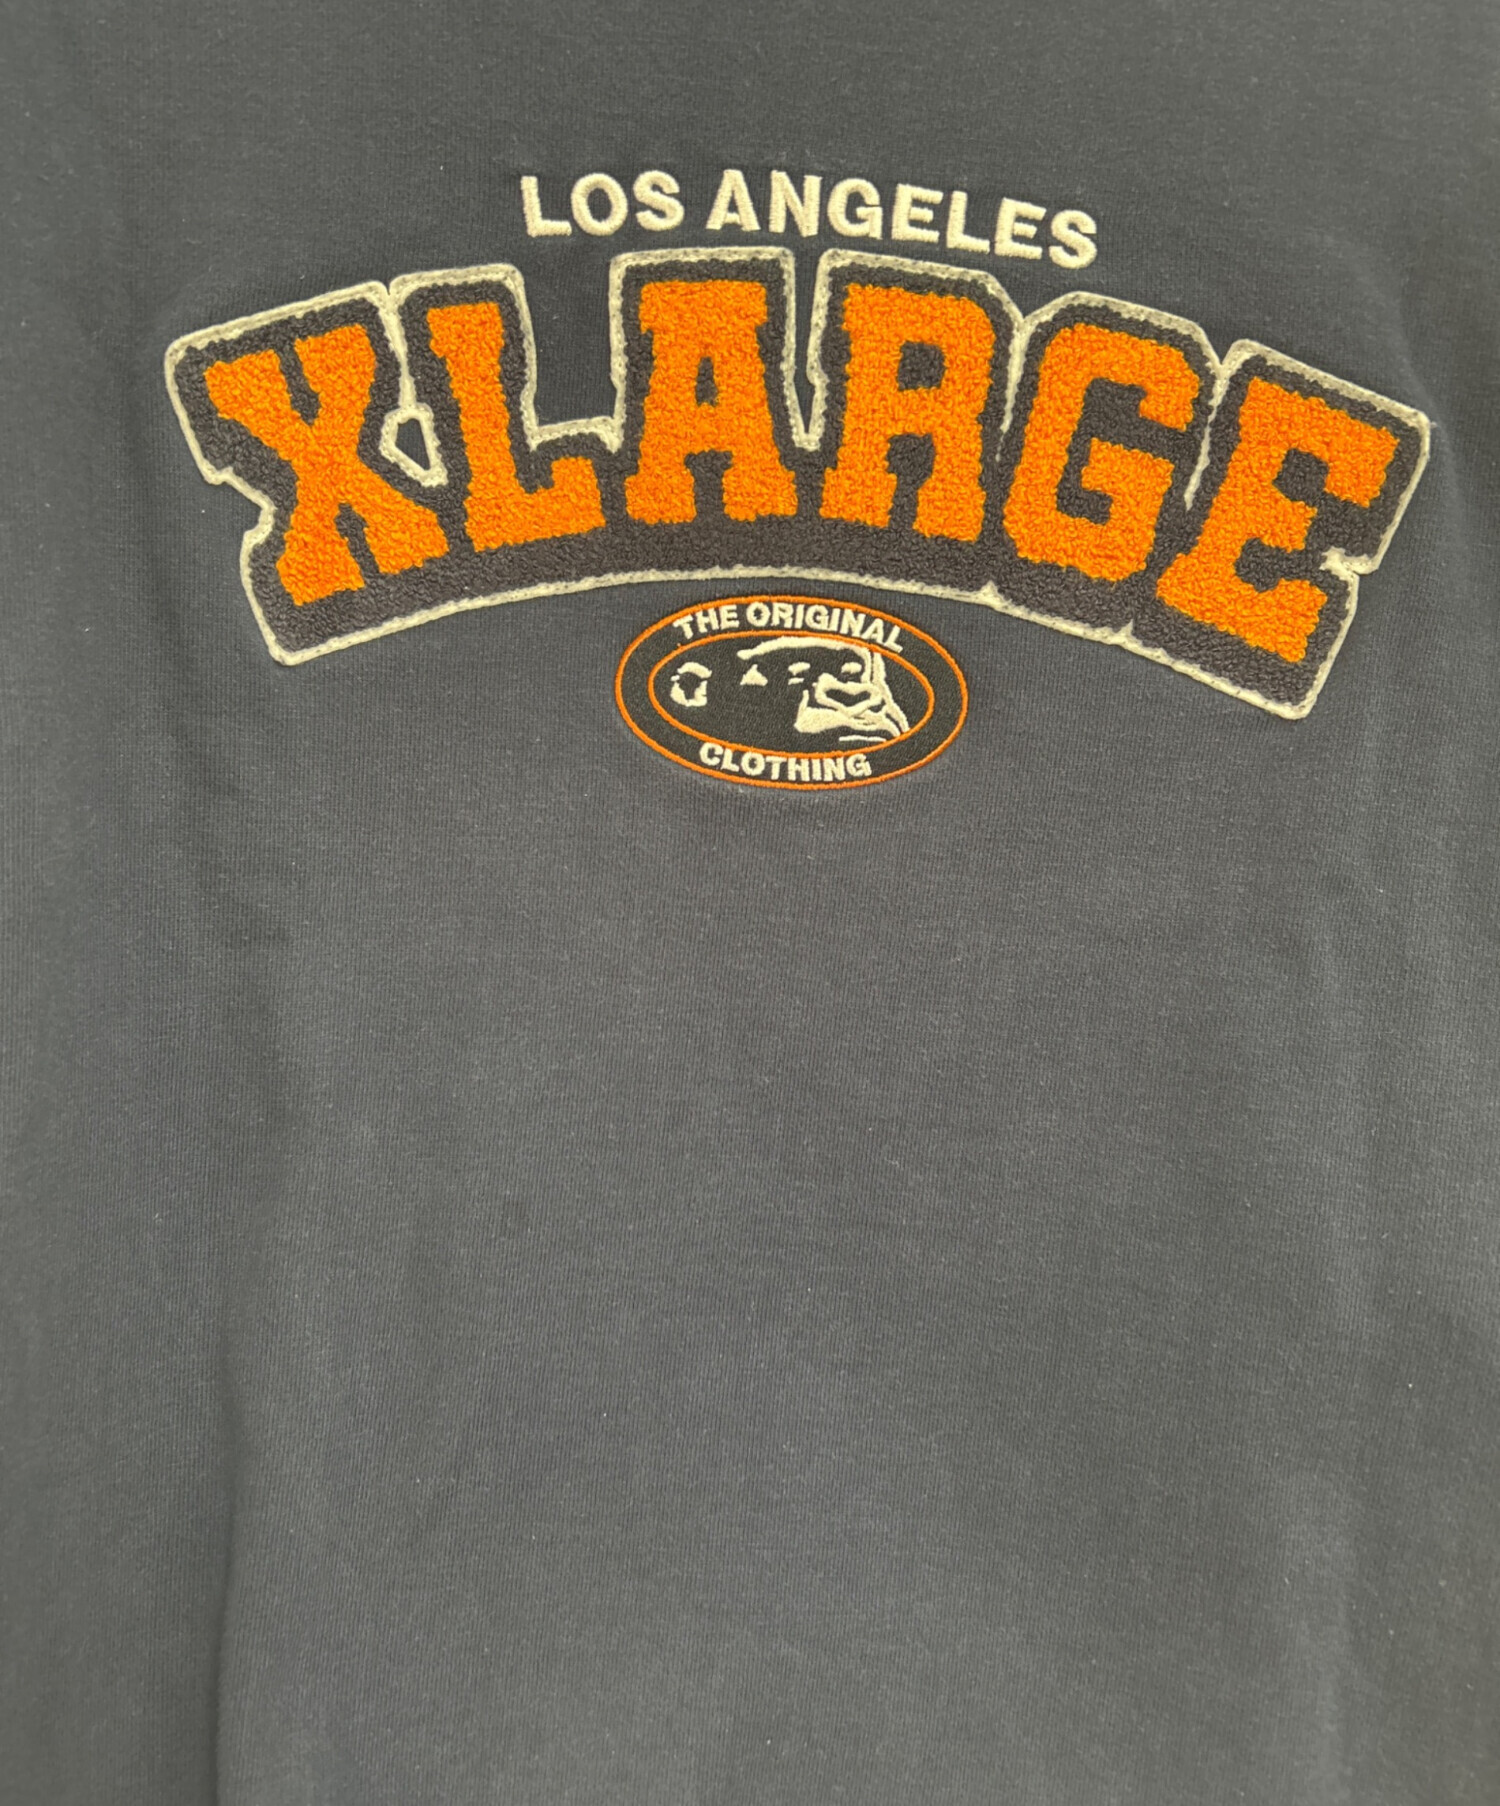 LOS ANGELES
XLARGE
THE ORIGINAL
CLOTHING